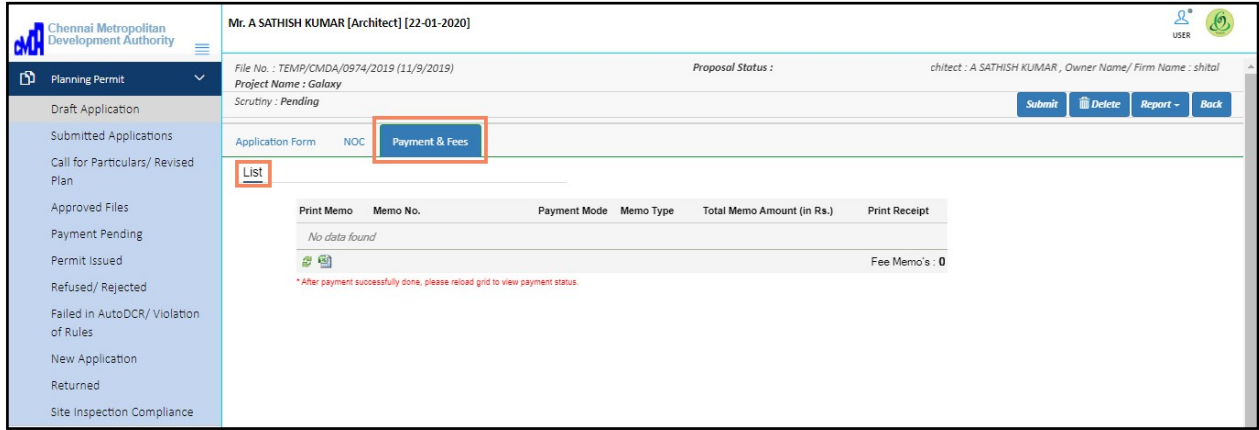 CMDA
Chennai Metropolitan
Development Authority
Mr. A SATHISH KUMAR [Architect] [22-01-2020]
USER
Planning Permit
Draft Application
Submitted Applications
Call for Particulars/ Revised
Plan
Approved Files
Payment Pending
Permit Issued
Refused/ Rejected
Failed in AutoDCR/ Violation
of Rules
New Application
Returned
Site Inspection Compliance
File No. : TEMP/CMDA/0974/2019 (11/9/2019) Proposal Status : chitect : A SATHISH KUMAR , Owner Name/ Firm Name : shital
Project Name : Galaxy
Scrutiny : Pending
Submit Delete Report Back
Application Form NOC Payment & Fees
List
Print Memo Memo No. Payment Mode Memo Type Total Memo Amount (in Rs.) Print Receipt
No data found
Fee Memo's : 0
* After payment successfully done, please reload grid to view payment status.